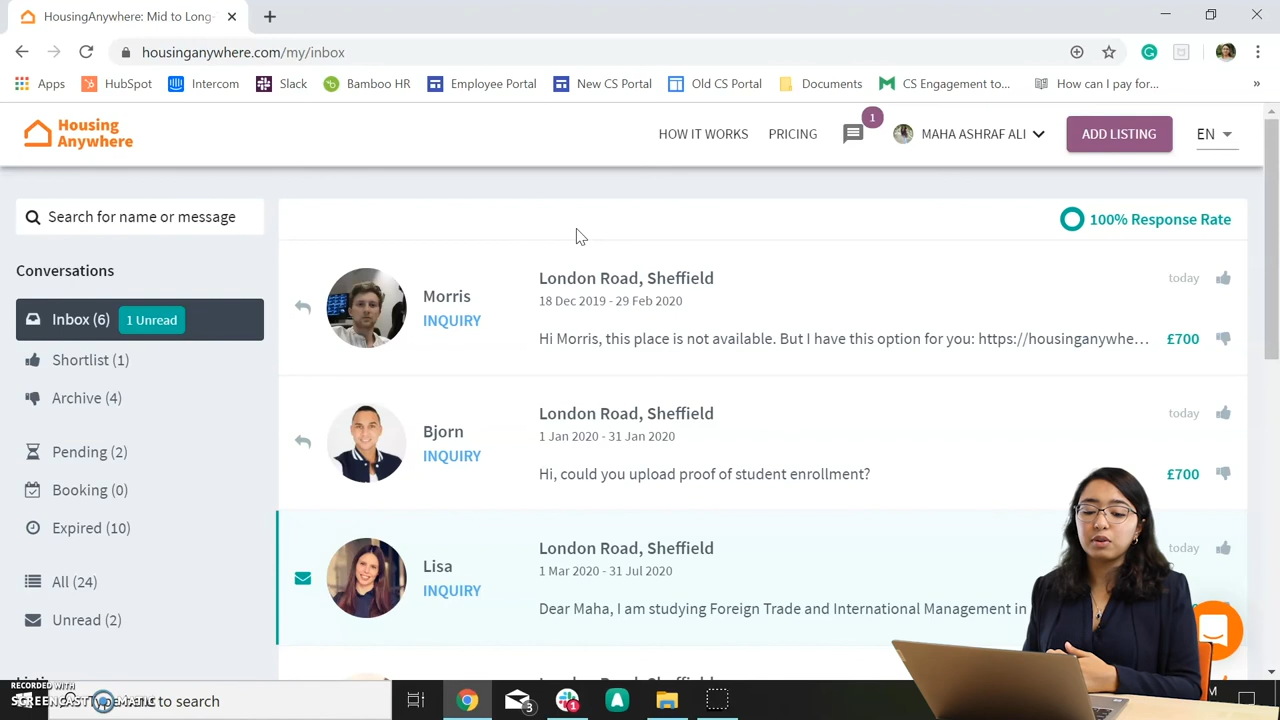 HousingAnywhere: Mid to Long-
housinganywhere.com/my/inbox
Apps HubSpot Intercom Slack Bamboo HR Employee Portal New CS Portal Old CS Portal Documents CS Engagement to... How can I pay for... »
Housing
Anywhere
HOW IT WORKS PRICING 1 MAHA ASHRAF ALI ADD LISTING EN
Search for name or message
100% Response Rate
Conversations
Inbox (6) 1 Unread
Shortlist (1)
Archive (4)
Pending (2)
Booking (0)
Expired (10)
All (24)
Unread (2)
Morris
INQUIRY
London Road, Sheffield
18 Dec 2019 - 29 Feb 2020
Hi Morris, this place is not available. But I have this option for you: https://housinganywhe...
today
£700
Bjorn
INQUIRY
London Road, Sheffield
1 Jan 2020 - 31 Jan 2020
Hi, could you upload proof of student enrollment?
today
£700
Lisa
INQUIRY
London Road, Sheffield
1 Mar 2020 - 31 Jul 2020
Dear Maha, I am studying Foreign Trade and International Management in
today
RECORDED WITH
SCREENCAST-O-MATIC
to search
3
1